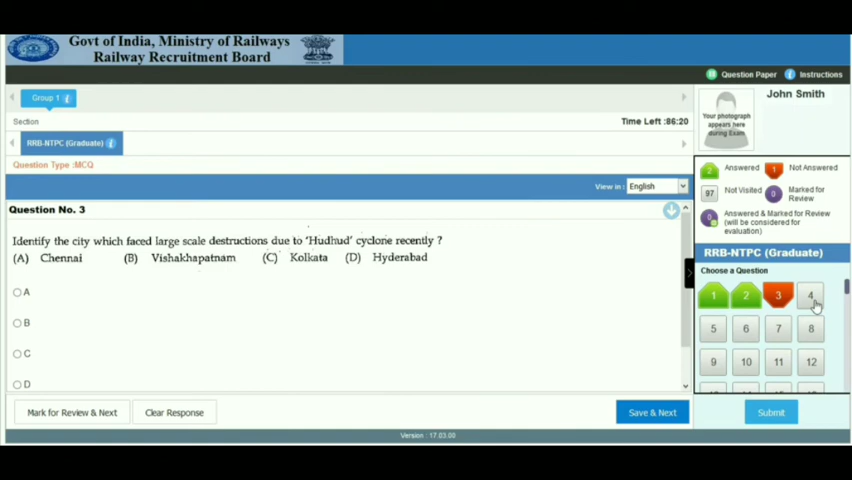 Govt of India, Ministry of Railways
Railway Recruitment Board
Question Paper
Instructions
Group 1
John Smith
Section
Time Left :86:20
Your photograph
appears here
during Exam
RRB-NTPC (Graduate)
Question Type :MCQ
2 Answered
1 Not Answered
View in : English
97 Not Visited
0 Marked for
Review
Question No. 3
0 Answered & Marked for Review
(will be considered for
evaluation)
Identify the city which faced large scale destructions due to 'Hudhud' cyclone recently ?
(A) Chennai (B) Vishakhapatnam (C) Kolkata (D) Hyderabad
RRB-NTPC (Graduate)
Choose a Question
A
B
C
D
1 2 3 4
5 6 7 8
9 10 11 12
Mark for Review & Next
Clear Response
Save & Next
Submit
Version : 17.03.00